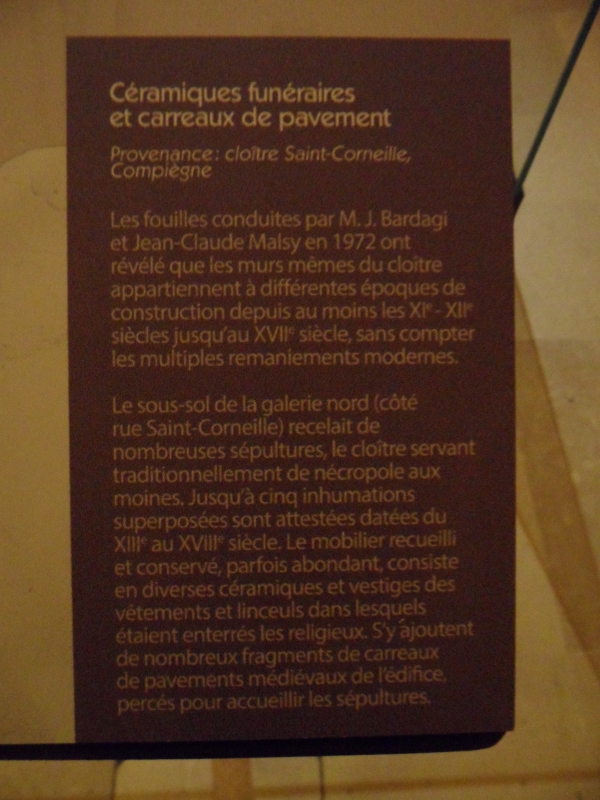 Céramiques funéraires
et carreaux de pavement
Provenance : cloître Saint-Corneille,
Compiègne
Les fouilles conduites par M. J. Bardagi
et Jean-Claude Malsy en 1972 ont
révélé que les murs mêmes du cloître
appartiennent à différentes époques de
construction depuis au moins les XIe - XIIe
siècles jusqu'au XVIIe siècle, sans compter
les multiples remaniements modernes.
Le sous-sol de la galerie nord (côté
rue Saint-Corneille) recelait de
nombreuses sépultures, le cloître servant
traditionnellement de nécropole aux
moines. Jusqu'à cinq inhumations
superposées sont attestées datées du
XIIIe au XVIIIe siècle. Le mobilier recueilli
et conservé, parfois abondant, consiste
en diverses céramiques et vestiges des
vêtements et linceuls dans lesquels
étaient enterrés les religieux. S'y ajoutent
de nombreux fragments de carreaux
de pavements médiévaux de l'édifice,
percés pour accueillir les sépultures.